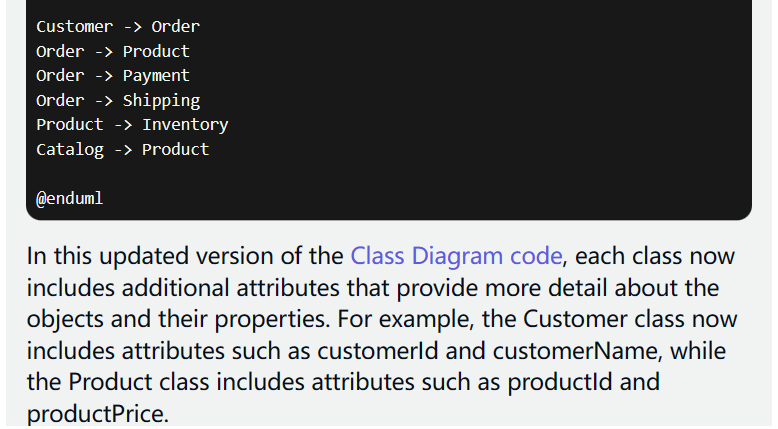 Customer -> Order
Order -> Product
Order -> Payment
Order -> Shipping
Product -> Inventory
Catalog -> Product
@enduml
In this updated version of the Class Diagram code, each class now
includes additional attributes that provide more detail about the
objects and their properties. For example, the Customer class now
includes attributes such as customerId and customerName, while
the Product class includes attributes such as productId and
productPrice.